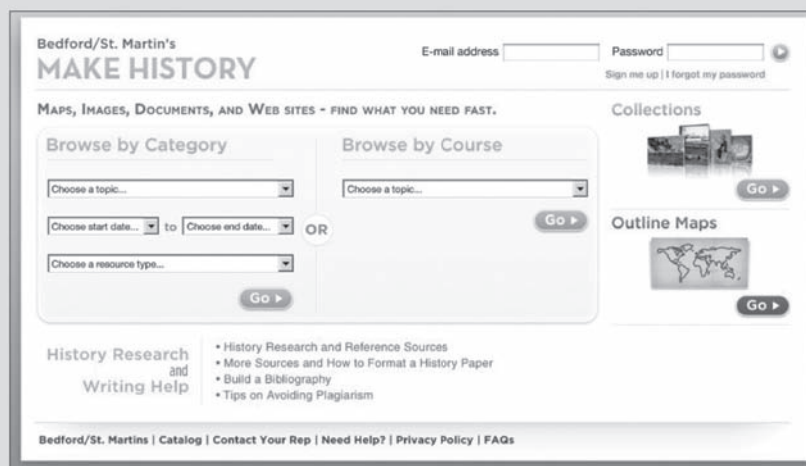 Bedford/St. Martin's
MAKE HISTORY
E-mail address
Password
Sign me up | I forgot my password
MAPS, IMAGES, DOCUMENTS, AND WEB SITES - FIND WHAT YOU NEED FAST.
Browse by Category
Choose a topic...
Choose start date... to Choose end date...
Choose a resource type...
Go
OR
Browse by Course
Choose a topic...
Go
Collections
Go
Outline Maps
Go
History Research
and
Writing Help
• History Research and Reference Sources
• More Sources and How to Format a History Paper
• Build a Bibliography
• Tips on Avoiding Plagiarism
Bedford/St. Martins | Catalog | Contact Your Rep | Need Help? | Privacy Policy | FAQs